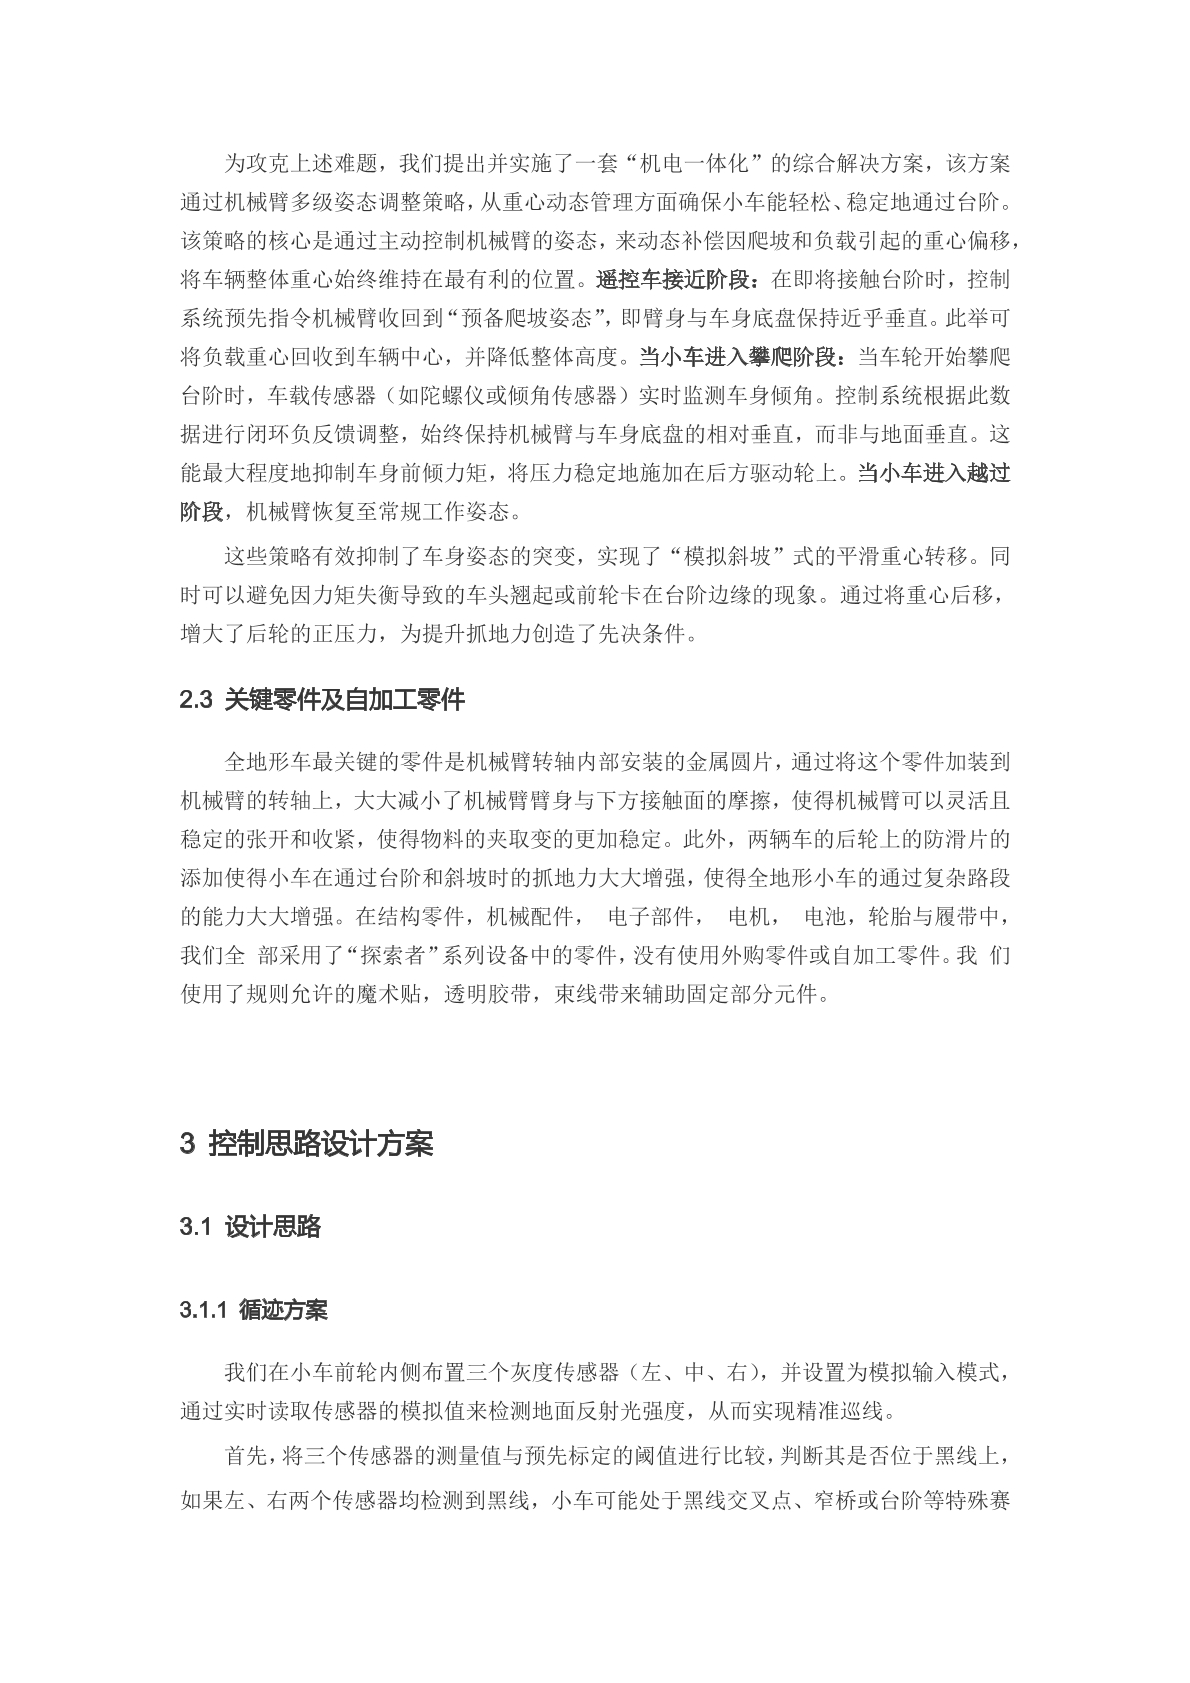 为攻克上述难题，我们提出并实施了一套“机电一体化”的综合解决方案，该方案
通过机械臂多级姿态调整策略，从重心动态管理方面确保小车能轻松、稳定地通过台阶。
该策略的核心是通过主动控制机械臂的姿态，来动态补偿因爬坡和负载引起的重心偏移，
将车辆整体重心始终维持在最有利的位置。遥控车接近阶段：在即将接触台阶时，控制
系统预先指令机械臂收回到“预备爬坡姿态”，即臂身与车身底盘保持近乎垂直。此举可
将负载重心回收到车辆中心，并降低整体高度。当小车进入攀爬阶段：当车轮开始攀爬
台阶时，车载传感器（如陀螺仪或倾角传感器）实时监测车身倾角。控制系统根据此数
据进行闭环负反馈调整，始终保持机械臂与车身底盘的相对垂直，而非与地面垂直。这
能最大程度地抑制车身前倾力矩，将压力稳定地施加在后方驱动轮上。当小车进入越过
阶段，机械臂恢复至常规工作姿态。
这些策略有效抑制了车身姿态的突变，实现了“模拟斜坡”式的平滑重心转移。同
时可以避免因力矩失衡导致的车头翘起或前轮卡在台阶边缘的现象。通过将重心后移，
增大了后轮的正压力，为提升抓地力创造了先决条件。
2.3 关键零件及自加工零件
全地形车最关键的零件是机械臂转轴内部安装的金属圆片，通过将这个零件加装到
机械臂的转轴上，大大减小了机械臂臂身与下方接触面的摩擦，使得机械臂可以灵活且
稳定的张开和收紧，使得物料的夹取变的更加稳定。此外，两辆车的后轮上的防滑片的
添加使得小车在通过台阶和斜坡时的抓地力大大增强，使得全地形小车的通过复杂路段
的能力大大增强。在结构零件，机械配件， 电子部件， 电机， 电池，轮胎与履带中，
我们全 部采用了“探索者”系列设备中的零件，没有使用外购零件或自加工零件。我 们
使用了规则允许的魔术贴，透明胶带，束线带来辅助固定部分元件。
3 控制思路设计方案
3.1 设计思路
3.1.1 循迹方案
我们在小车前轮内侧布置三个灰度传感器（左、中、右），并设置为模拟输入模式，
通过实时读取传感器的模拟值来检测地面反射光强度，从而实现精准巡线。
首先，将三个传感器的测量值与预先标定的阈值进行比较，判断其是否位于黑线上，
如果左、右两个传感器均检测到黑线，小车可能处于黑线交叉点、窄桥或台阶等特殊赛